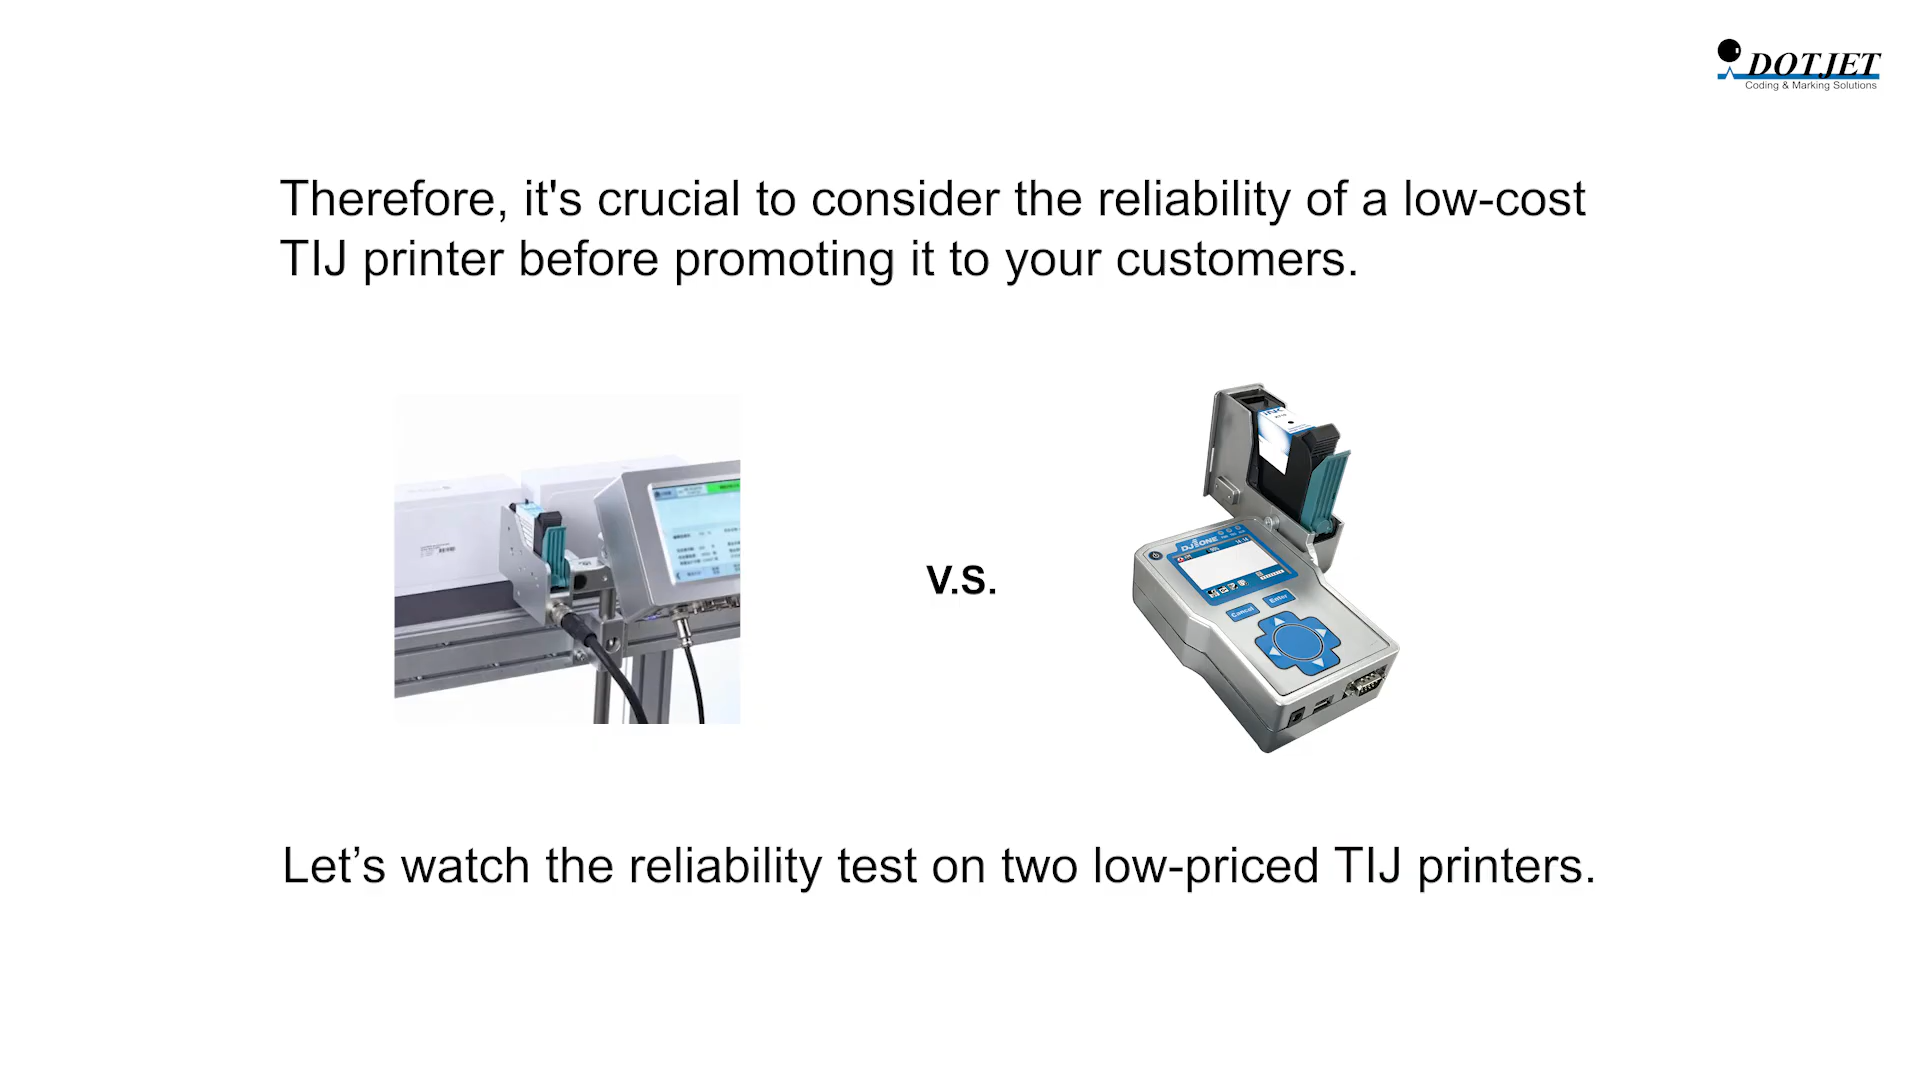 DOTJET
Coding & Marking Solutions
Therefore, it's crucial to consider the reliability of a low-cost
TIJ printer before promoting it to your customers.
V.S.
INK
DJ ONE
Cancel
Enter
Let’s watch the reliability test on two low-priced TIJ printers.